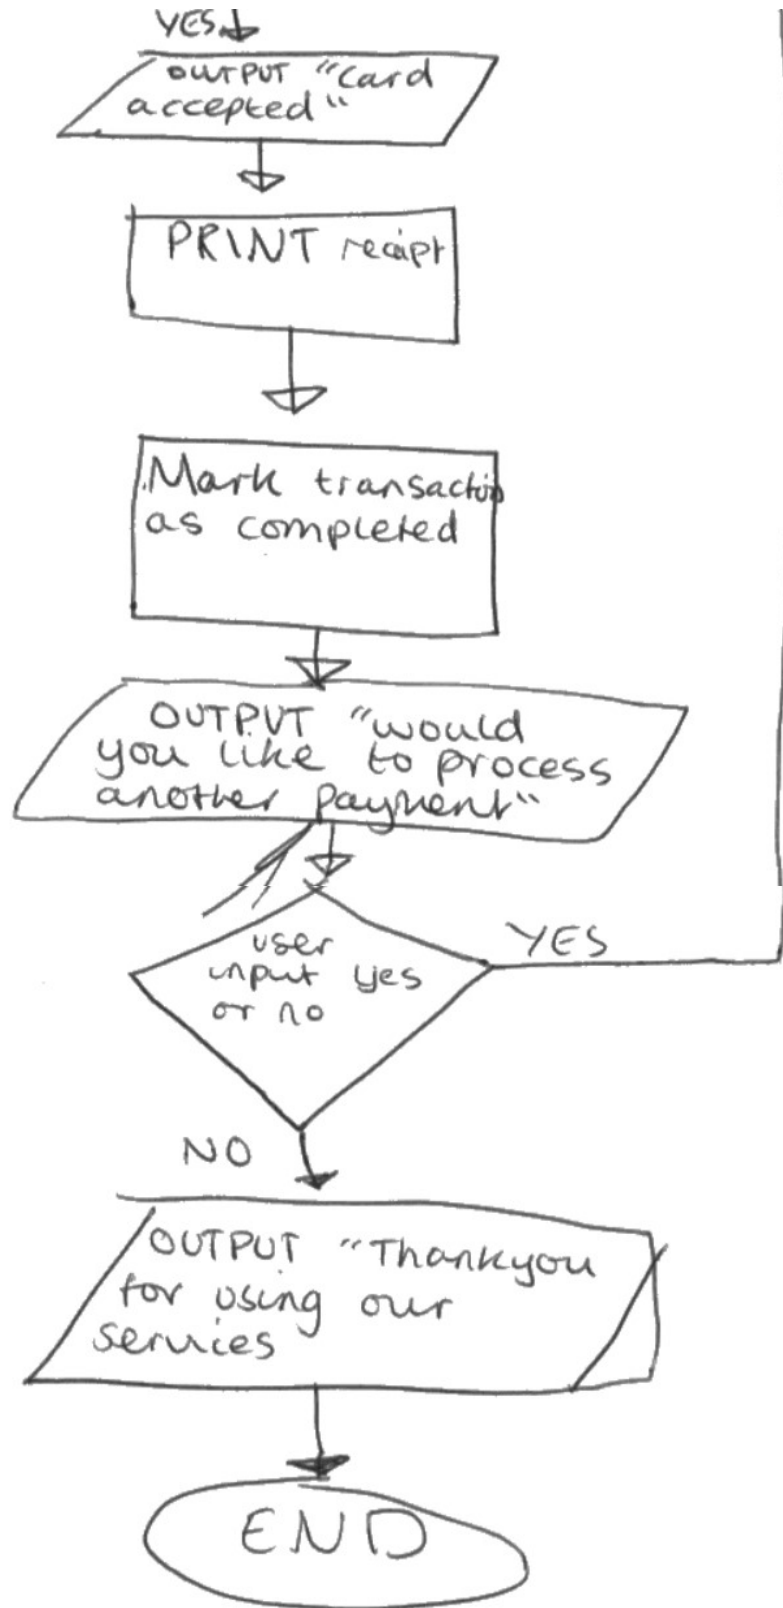 YES
OUTPUT "Card
accepted"
PRINT reciept
Mark transaction
as completed
OUTPUT "would
you like to process
another payment"
user
input yes
or no
YES
NO
OUTPUT "Thankyou
for using our
services
END